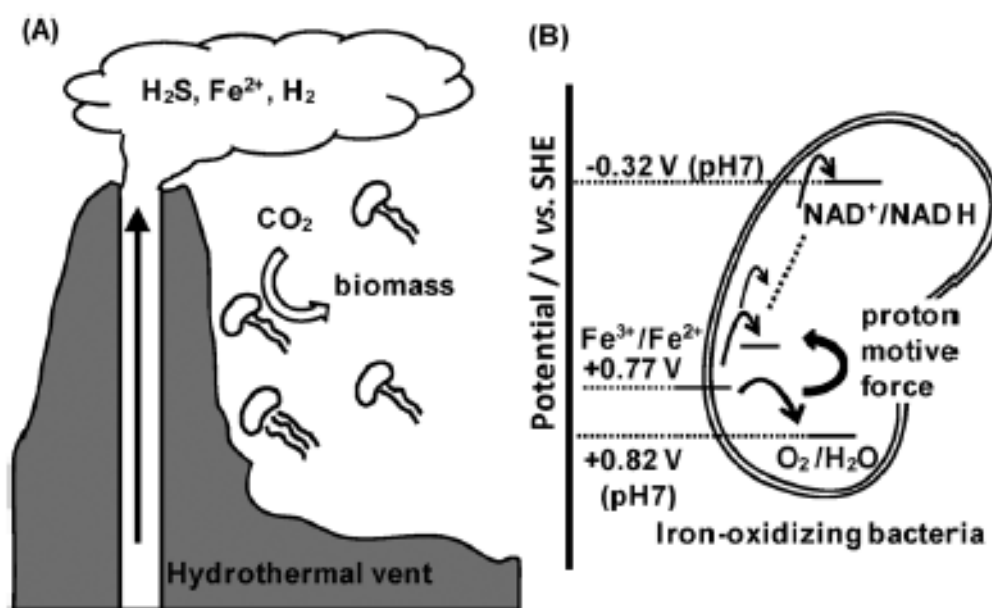 (A)
H₂S, Fe²⁺, H₂
CO₂
biomass
Hydrothermal vent
(B)
Potential / V vs. SHE
-0.32 V (pH7)
NAD⁺/NADH
Fe³⁺/Fe²⁺
+0.77 V
proton
motive
force
+0.82 V
(pH7)
O₂/H₂O
Iron-oxidizing bacteria